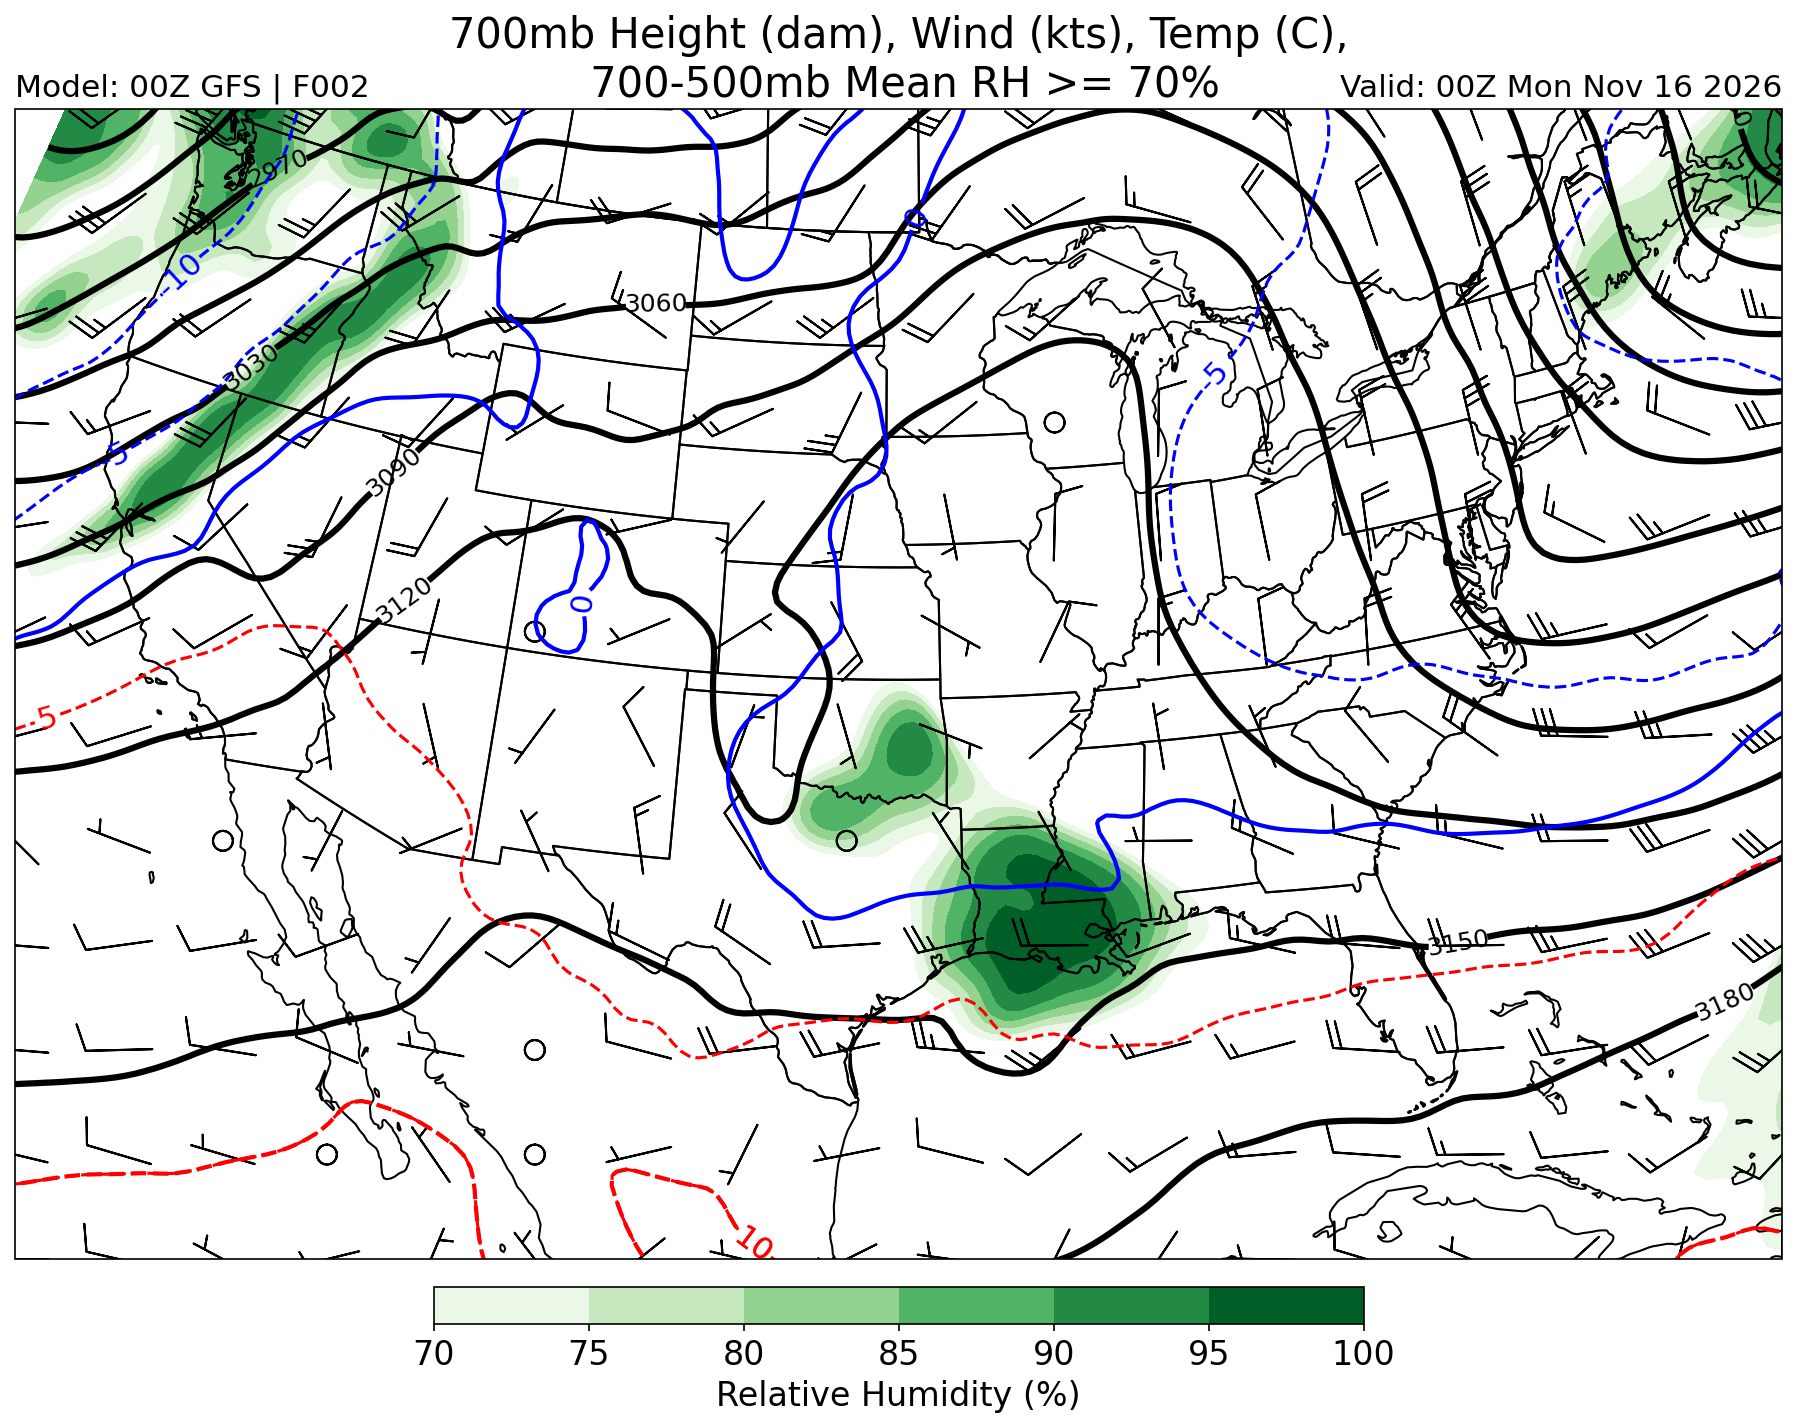 700mb Height (dam), Wind (kts), Temp (C),
700-500mb Mean RH >= 70%
Model: 00Z GFS | F002
Valid: 00Z Mon Nov 16 2026
2970
0
-10
3060
3030
-5
-5
3090
3120
0
5
3150
3180
10
70 75 80 85 90 95 100
Relative Humidity (%)